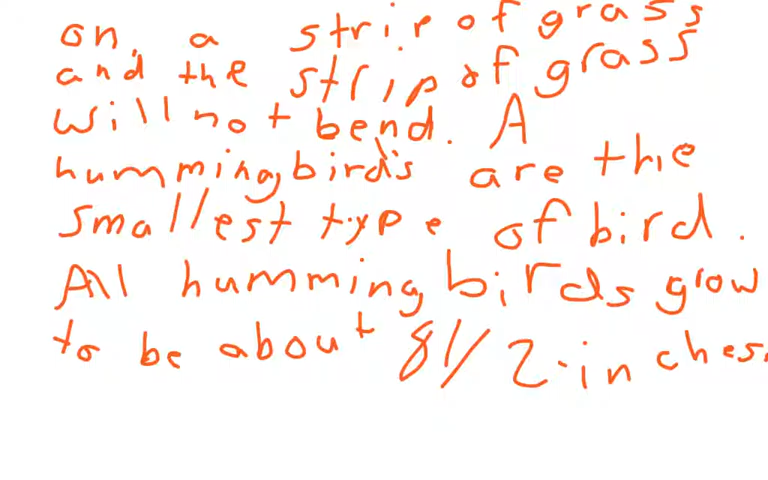 on a strip of grass
and the strip of grass
will not bend. A
hummingbirds are the
smallest type of bird.
All hummingbirds grow
to be about 8 1/2-inches.